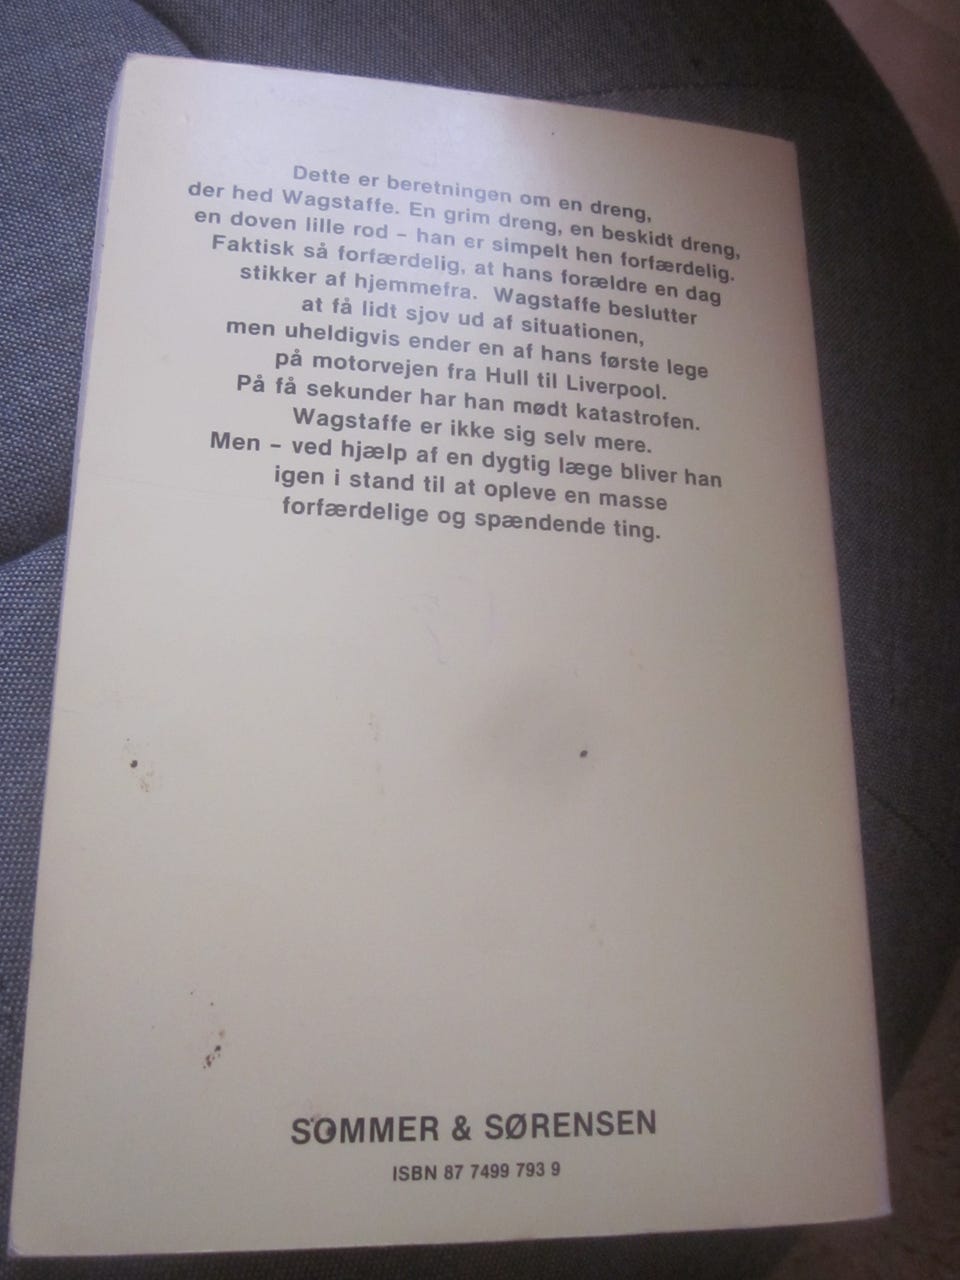 Dette er beretningen om en dreng,
der hed Wagstaffe. En grim dreng, en beskidt dreng,
en doven lille rod – han er simpelt hen forfærdelig.
Faktisk så forfærdelig, at hans forældre en dag
stikker af hjemmefra. Wagstaffe beslutter
at få lidt sjov ud af situationen,
men uheldigvis ender en af hans første lege
på motorvejen fra Hull til Liverpool.
På få sekunder har han mødt katastrofen.
Wagstaffe er ikke sig selv mere.
Men – ved hjælp af en dygtig læge bliver han
igen i stand til at opleve en masse
forfærdelige og spændende ting.
SOMMER & SØRENSEN
ISBN 87 7499 793 9